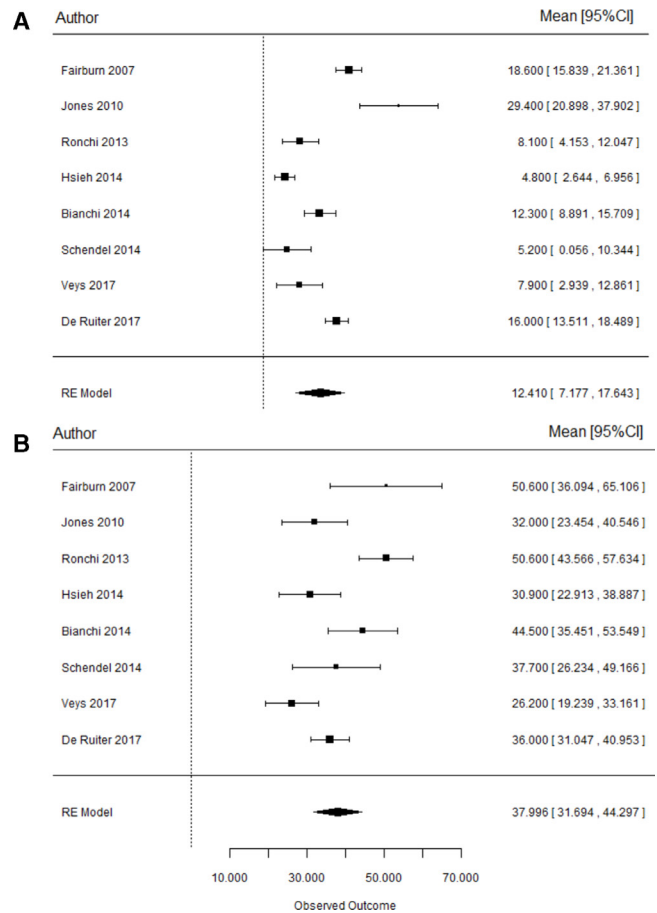 A
Author Mean [95%CI]
Fairburn 2007 18.600 [ 15.839 , 21.361 ]
Jones 2010 29.400 [ 20.898 , 37.902 ]
Ronchi 2013 8.100 [ 4.153 , 12.047 ]
Hsieh 2014 4.800 [ 2.644 , 6.956 ]
Bianchi 2014 12.300 [ 8.891 , 15.709 ]
Schendel 2014 5.200 [ 0.056 , 10.344 ]
Veys 2017 7.900 [ 2.939 , 12.861 ]
De Ruiter 2017 16.000 [ 13.511 , 18.489 ]
RE Model 12.410 [ 7.177 , 17.643 ]
B
Author Mean [95%CI]
Fairburn 2007 50.600 [ 36.094 , 65.106 ]
Jones 2010 32.000 [ 23.454 , 40.546 ]
Ronchi 2013 50.600 [ 43.566 , 57.634 ]
Hsieh 2014 30.900 [ 22.913 , 38.887 ]
Bianchi 2014 44.500 [ 35.451 , 53.549 ]
Schendel 2014 37.700 [ 26.234 , 49.166 ]
Veys 2017 26.200 [ 19.239 , 33.161 ]
De Ruiter 2017 36.000 [ 31.047 , 40.953 ]
RE Model 37.996 [ 31.694 , 44.297 ]
10.000 30.000 50.000 70.000
Observed Outcome